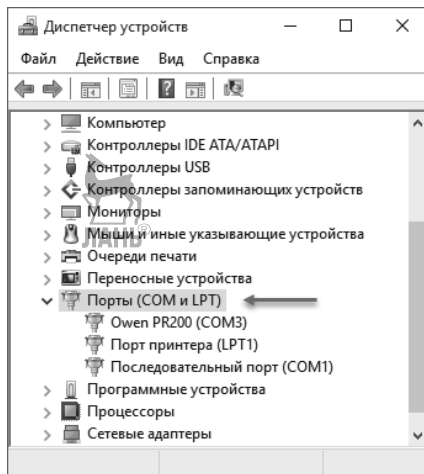 Диспетчер устройств
Файл Действие Вид Справка
Компьютер
Контроллеры IDE ATA/ATAPI
Контроллеры USB
Контроллеры запоминающих устройств
Мониторы
Мыши и иные указывающие устройства
ЛАНЬ®
Очереди печати
Переносные устройства
Порты (COM и LPT)
Owen PR200 (COM3)
Порт принтера (LPT1)
Последовательный порт (COM1)
Программные устройства
Процессоры
Сетевые адаптеры